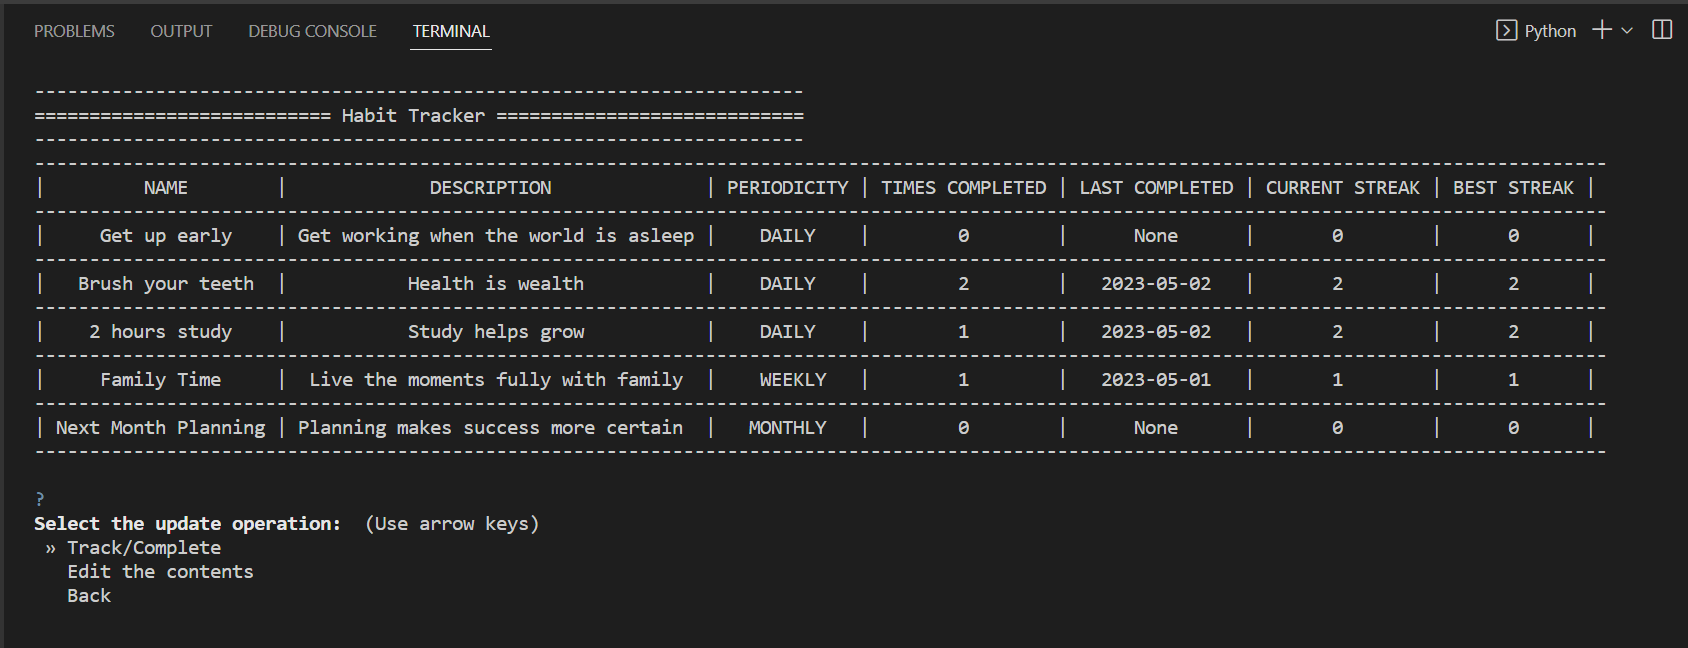 PROBLEMS OUTPUT DEBUG CONSOLE TERMINAL Python
----------------------------------------------------------------------
=========================== Habit Tracker ============================
----------------------------------------------------------------------
-----------------------------------------------------------------------------------------------------------------------------------------------
|         NAME        |             DESCRIPTION              | PERIODICITY | TIMES COMPLETED | LAST COMPLETED | CURRENT STREAK | BEST STREAK |
-----------------------------------------------------------------------------------------------------------------------------------------------
|     Get up early    | Get working when the world is asleep |    DAILY    |        0        |      None      |       0        |      0      |
-----------------------------------------------------------------------------------------------------------------------------------------------
|   Brush your teeth  |           Health is wealth           |    DAILY    |        2        |   2023-05-02   |       2        |      2      |
-----------------------------------------------------------------------------------------------------------------------------------------------
|    2 hours study    |           Study helps grow           |    DAILY    |        1        |   2023-05-02   |       2        |      2      |
-----------------------------------------------------------------------------------------------------------------------------------------------
|     Family Time     |  Live the moments fully with family  |    WEEKLY   |        1        |   2023-05-01   |       1        |      1      |
-----------------------------------------------------------------------------------------------------------------------------------------------
| Next Month Planning | Planning makes success more certain  |   MONTHLY   |        0        |      None      |       0        |      0      |
-----------------------------------------------------------------------------------------------------------------------------------------------
?
Select the update operation:  (Use arrow keys)
» Track/Complete
Edit the contents
Back